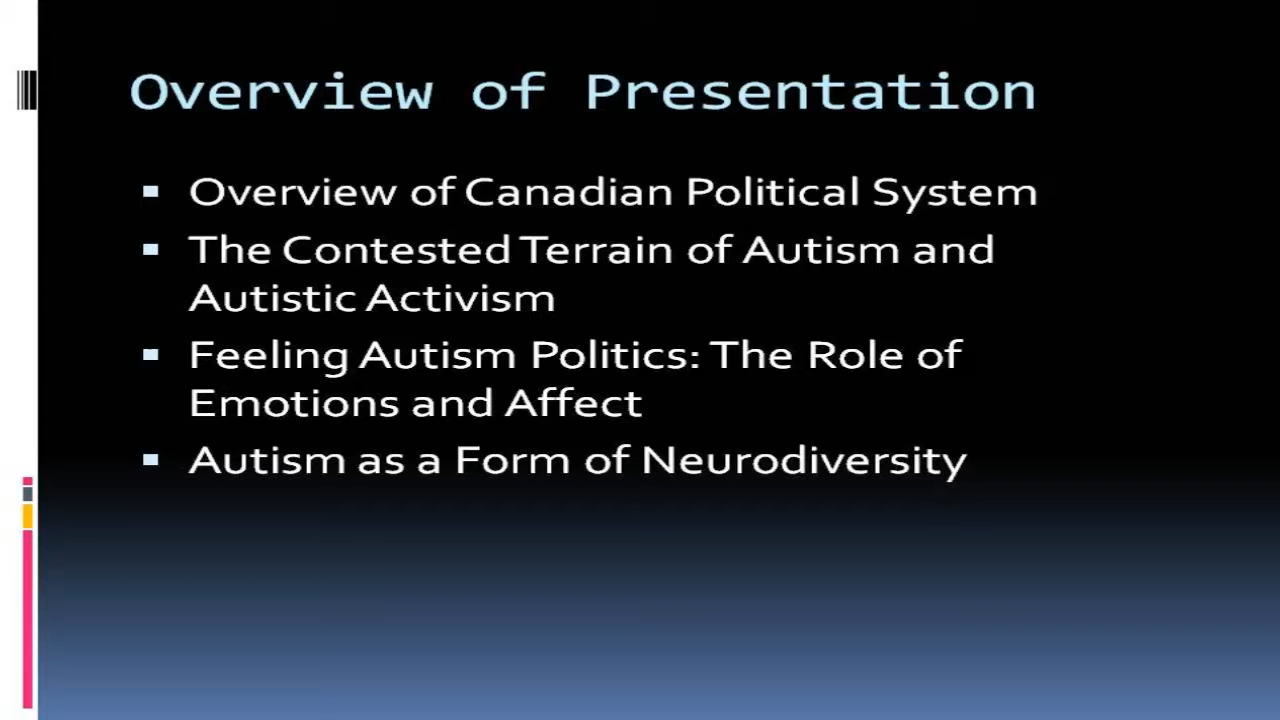 Overview of Presentation
Overview of Canadian Political System
The Contested Terrain of Autism and
Autistic Activism
Feeling Autism Politics: The Role of
Emotions and Affect
Autism as a Form of Neurodiversity